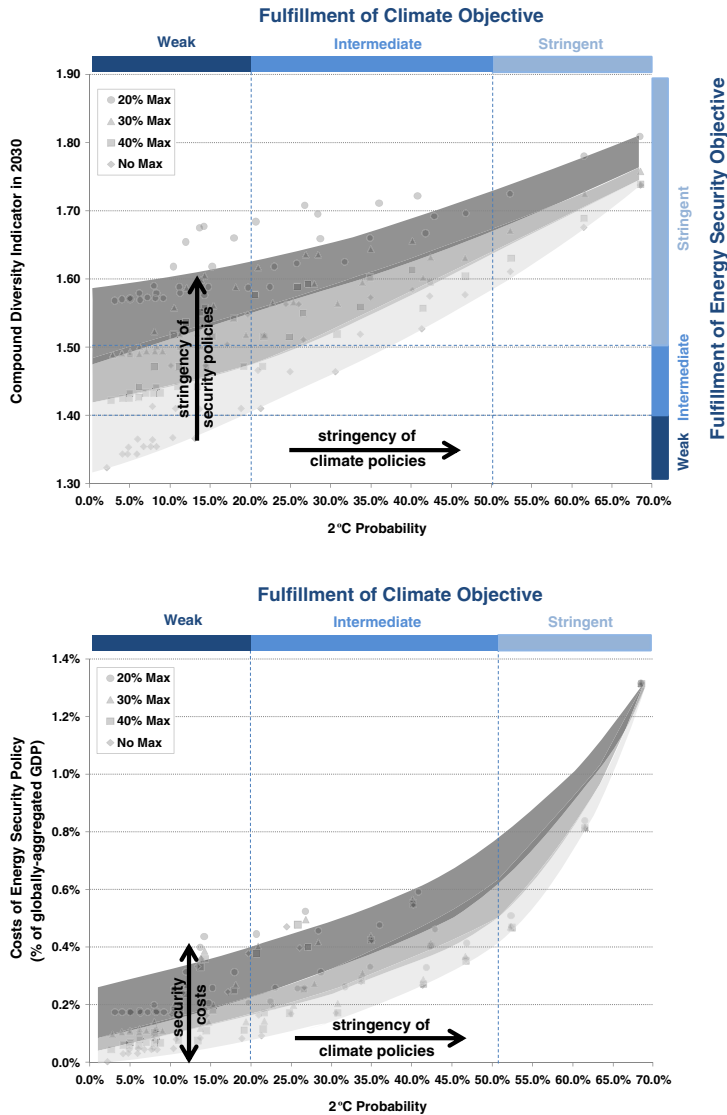 Fulfillment of Climate Objective
Weak Intermediate Stringent
1.90
1.80
1.70
1.60
1.50
1.40
1.30
Compound Diversity Indicator in 2030
20% Max
30% Max
40% Max
No Max
stringency of
security policies
stringency of
climate policies
Stringent
Intermediate
Weak
Fulfillment of Energy Security Objective
0.0% 5.0% 10.0% 15.0% 20.0% 25.0% 30.0% 35.0% 40.0% 45.0% 50.0% 55.0% 60.0% 65.0% 70.0%
2°C Probability
Fulfillment of Climate Objective
Weak Intermediate Stringent
1.4%
1.2%
1.0%
0.8%
0.6%
0.4%
0.2%
0.0%
Costs of Energy Security Policy
(% of globally-aggregated GDP)
20% Max
30% Max
40% Max
No Max
security
costs
stringency of
climate policies
0.0% 5.0% 10.0% 15.0% 20.0% 25.0% 30.0% 35.0% 40.0% 45.0% 50.0% 55.0% 60.0% 65.0% 70.0%
2°C Probability